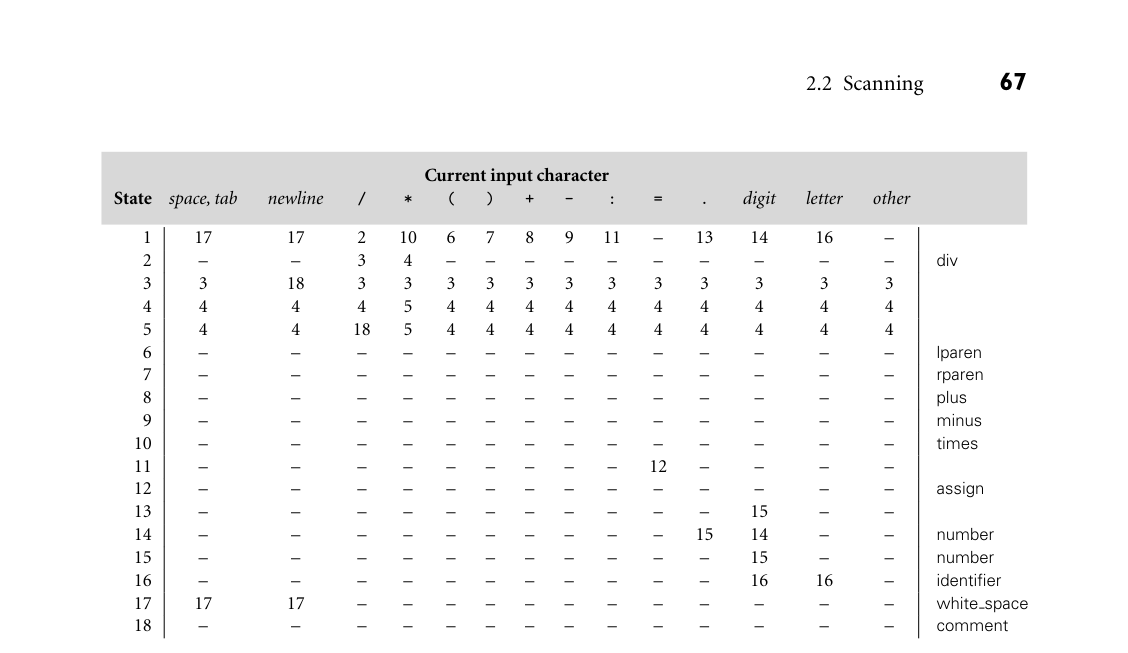 2.2 Scanning 67
Current input character
State space, tab newline / * ( ) + – : = . digit letter other
1 17 17 2 10 6 7 8 9 11 – 13 14 16 –
2 – – 3 4 – – – – – – – – – – div
3 3 18 3 3 3 3 3 3 3 3 3 3 3 3
4 4 4 4 5 4 4 4 4 4 4 4 4 4 4
5 4 4 18 5 4 4 4 4 4 4 4 4 4 4
6 – – – – – – – – – – – – – – lparen
7 – – – – – – – – – – – – – – rparen
8 – – – – – – – – – – – – – – plus
9 – – – – – – – – – – – – – – minus
10 – – – – – – – – – – – – – – times
11 – – – – – – – – – 12 – – – –
12 – – – – – – – – – – – – – – assign
13 – – – – – – – – – – – 15 – –
14 – – – – – – – – – – 15 14 – – number
15 – – – – – – – – – – – 15 – – number
16 – – – – – – – – – – – 16 16 – identifier
17 17 17 – – – – – – – – – – – – white_space
18 – – – – – – – – – – – – – – comment